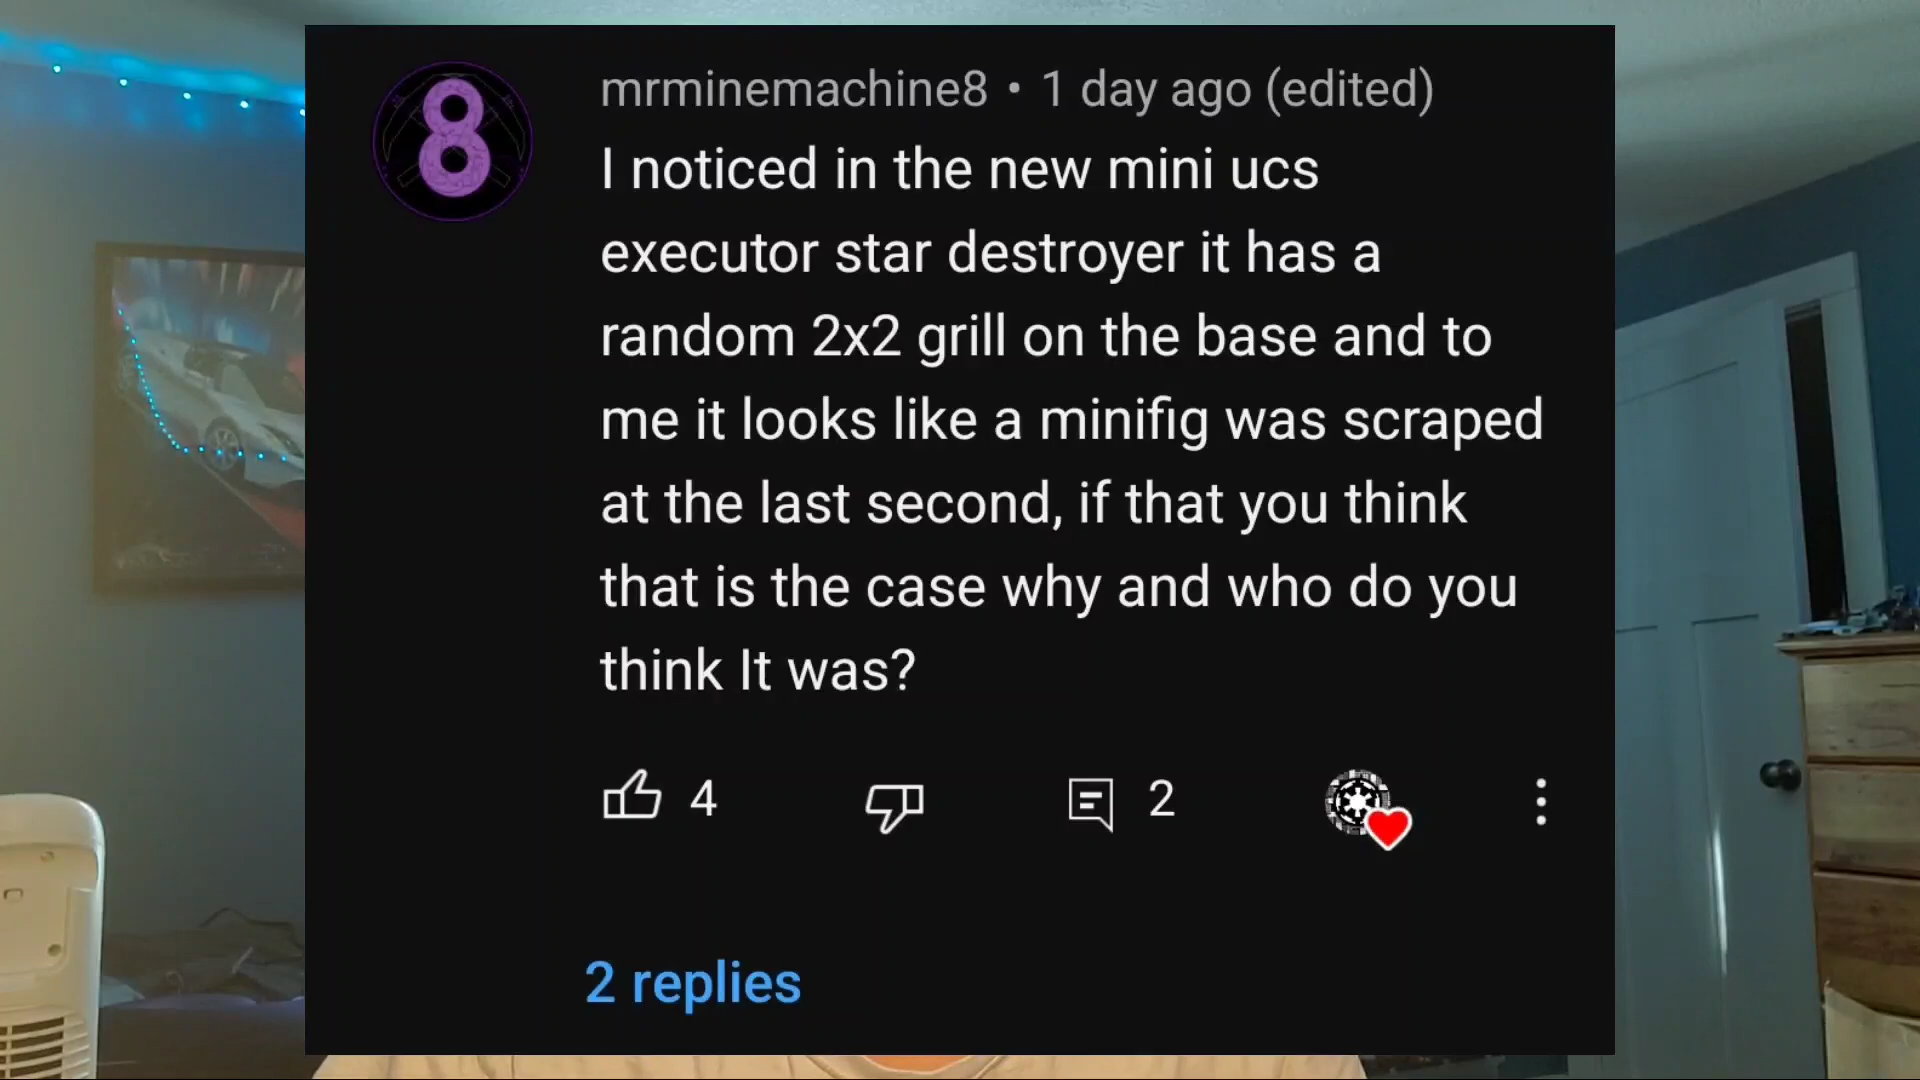 8
mrminemachine8 • 1 day ago (edited)
I noticed in the new mini ucs
executor star destroyer it has a
random 2x2 grill on the base and to
me it looks like a minifig was scraped
at the last second, if that you think
that is the case why and who do you
think It was?
4
2
2 replies